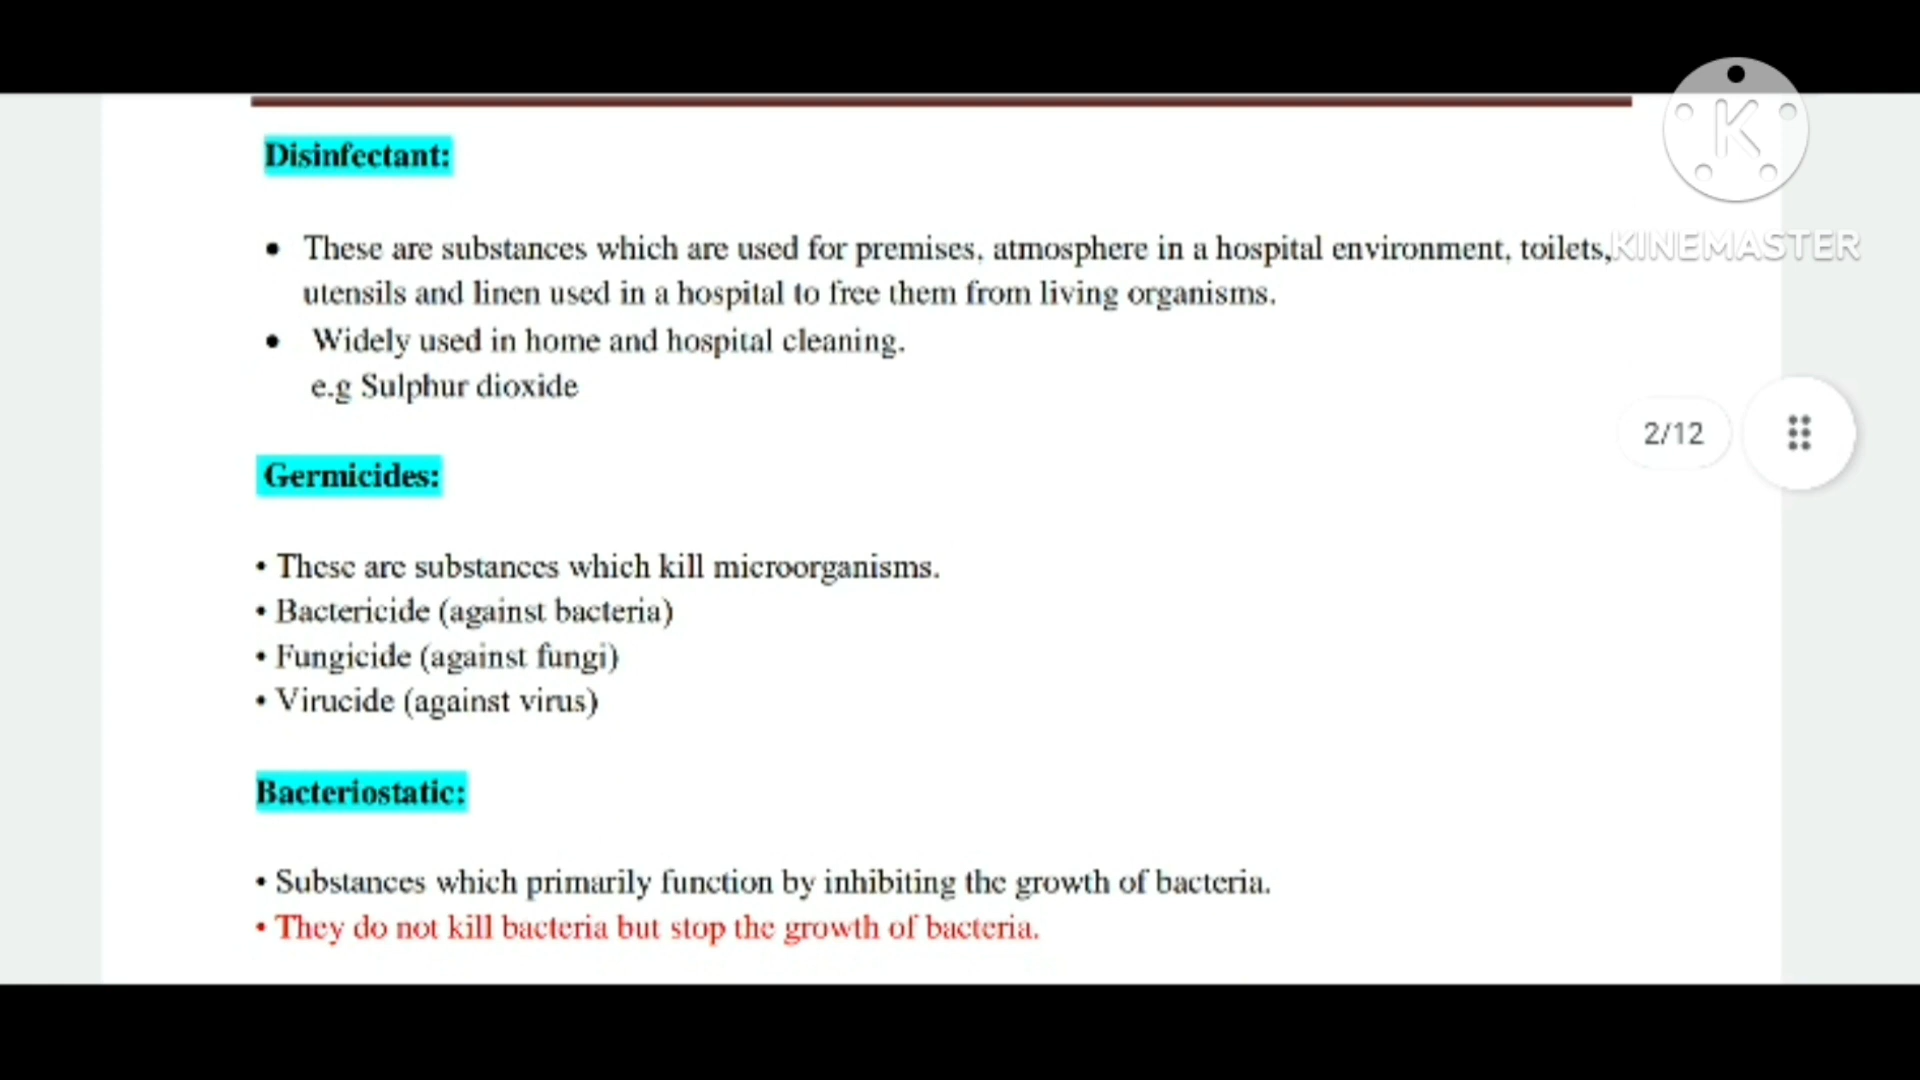 Disinfectant:
• These are substances which are used for premises, atmosphere in a hospital environment, toilets,
utensils and linen used in a hospital to free them from living organisms.
• Widely used in home and hospital cleaning.
e.g Sulphur dioxide
Germicides:
• These are substances which kill microorganisms.
• Bactericide (against bacteria)
• Fungicide (against fungi)
• Virucide (against virus)
Bacteriostatic:
• Substances which primarily function by inhibiting the growth of bacteria.
• They do not kill bacteria but stop the growth of bacteria.
K
KINEMASTER
2/12